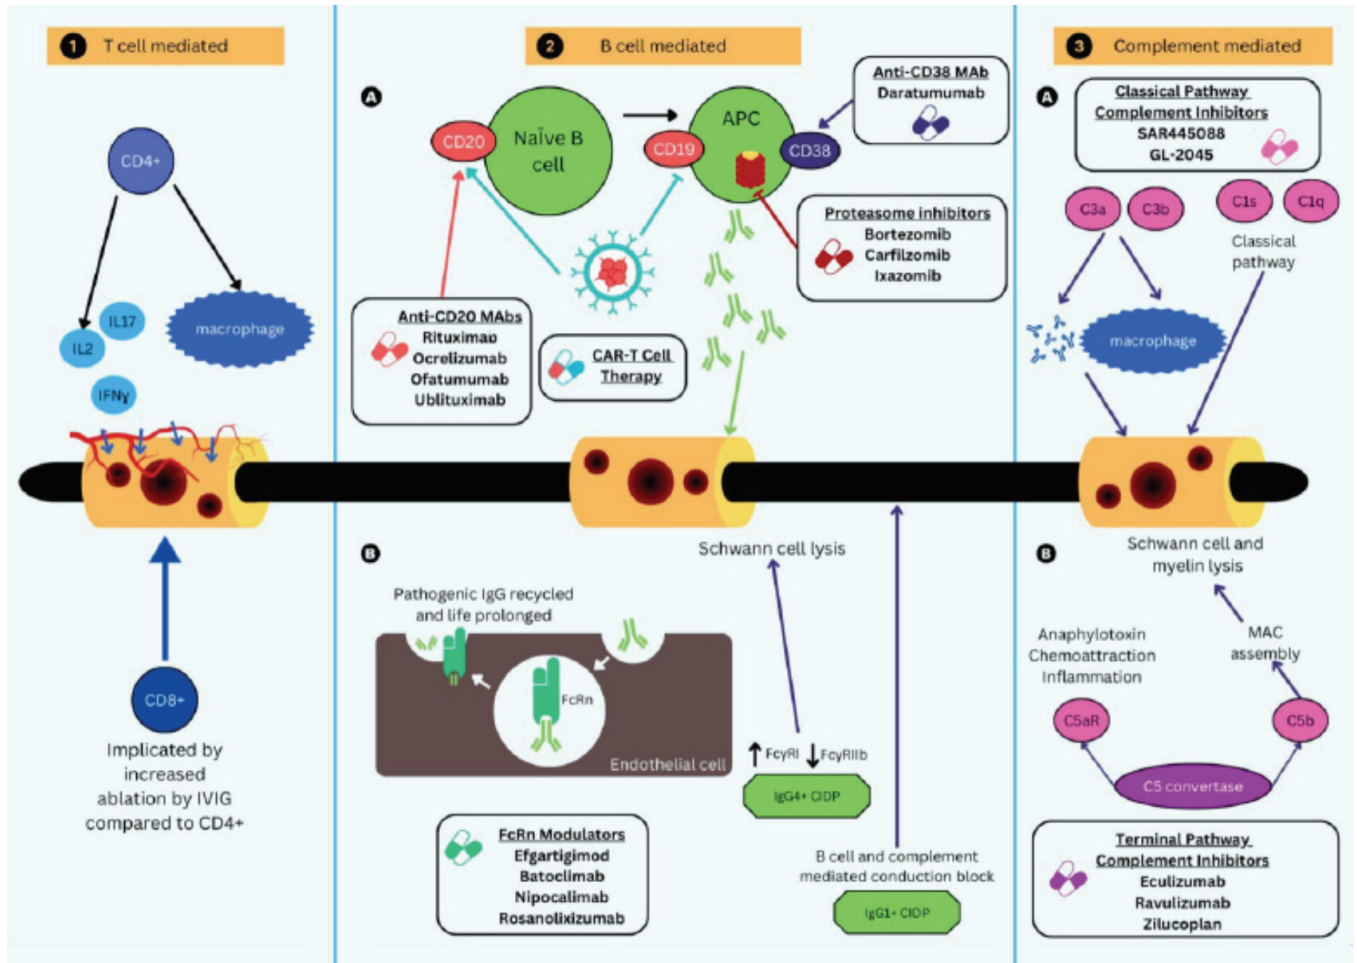 1 T cell mediated
CD4+
IL17
IL2
macrophage
IFNγ
CD8+
Implicated by
increased
ablation by IVIG
compared to CD4+
2 B cell mediated
A
CD20
Naïve B
cell
APC
CD19
CD38
Anti-CD38 MAb
Daratumumab
Proteasome inhibitors
Bortezomib
Carfilzomib
Ixazomib
Anti-CD20 MAbs
Rituximab
Ocrelizumab
Ofatumumab
Ublituximab
CAR-T Cell
Therapy
B
Pathogenic IgG recycled
and life prolonged
FcRn
Endothelial cell
FcRn Modulators
Efgartigimod
Batoclimab
Nipocalimab
Rosanolixizumab
Schwann cell lysis
FcγRI
FcγRIIb
IgG4+ CIDP
B cell and complement
mediated conduction block
IgG1+ CIDP
3 Complement mediated
A
Classical Pathway
Complement Inhibitors
SAR445088
GL-2045
C3a
C3b
C1s
C1q
Classical
pathway
macrophage
B
Schwann cell and
myelin lysis
Anaphylotoxin
Chemoattraction
Inflammation
MAC
assembly
C5aR
C5b
C5 convertase
Terminal Pathway
Complement Inhibitors
Eculizumab
Ravulizumab
Zilucoplan